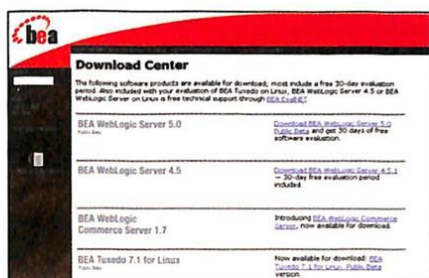 bea
Download Center
The following software products are available for download; most include a free 30-day evaluation
period. Also included with your evaluation of BEA Tuxedo on Linux, BEA WebLogic Server 4.5 or BEA
WebLogic Server on Linux is free technical support through BEA
BEA WebLogic Server 5.0
Public Beta
Download BEA WebLogic Server 5.0
Public Beta and get 30 days of free
software evaluation.
BEA WebLogic Server 4.5
Download BEA WebLogic Server 4.5.1
— 30-day free evaluation period
included
BEA WebLogic
Commerce Server 1.7
Introducing BEA WebLogic Commerce
Server, now available for download.
BEA Tuxedo 7.1 for Linux
Public Beta
Now available for download: BEA
Tuxedo 7.1 for Linux, Public Beta
version.